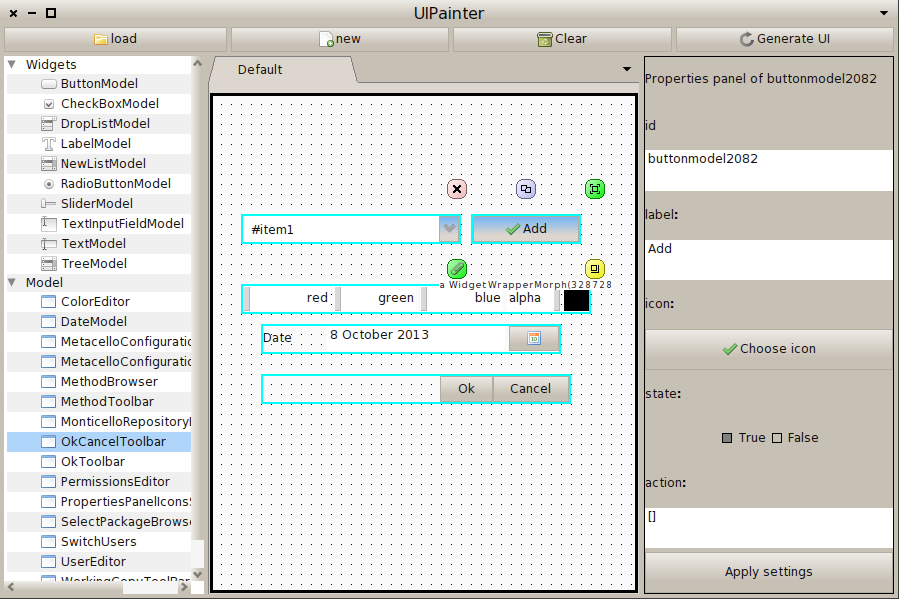 UIPainter
load
new
Clear
Generate UI
Widgets
ButtonModel
CheckBoxModel
DropListModel
LabelModel
NewListModel
RadioButtonModel
SliderModel
TextInputFieldModel
TextModel
TreeModel
Model
ColorEditor
DateModel
MetacelloConfiguratio
MetacelloConfiguratio
MethodBrowser
MethodToolbar
MonticelloRepositoryI
OkCancelToolbar
OkToolbar
PermissionsEditor
PropertiesPanelIconsS
SelectPackageBrowse
SwitchUsers
UserEditor
WorkingCopyToolBar
Default
#item1
Add
a WidgetWrapperMorph(328728
red
green
blue
alpha
Date
8 October 2013
Ok
Cancel
Properties panel of buttonmodel2082
id
buttonmodel2082
label:
Add
icon:
Choose icon
state:
True
False
action:
[]
Apply settings